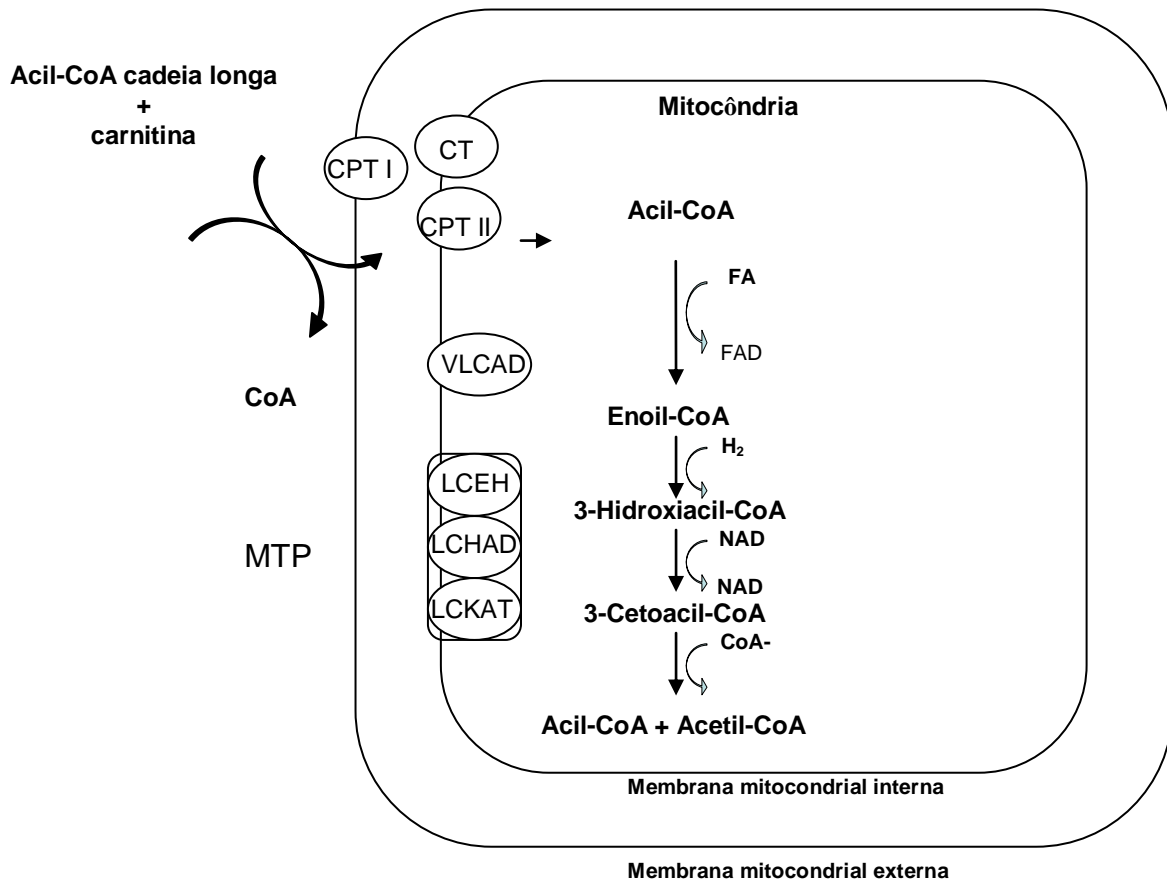 Acil-CoA cadeia longa
+
carnitina
Mitocôndria
CPT I
CT
CPT II
Acil-CoA
FA
FAD
VLCAD
CoA
Enoil-CoA
H₂
LCEH
3-Hidroxiacil-CoA
MTP
LCHAD
NAD
NAD
LCKAT
3-Cetoacil-CoA
CoA-
Acil-CoA + Acetil-CoA
Membrana mitocondrial interna
Membrana mitocondrial externa